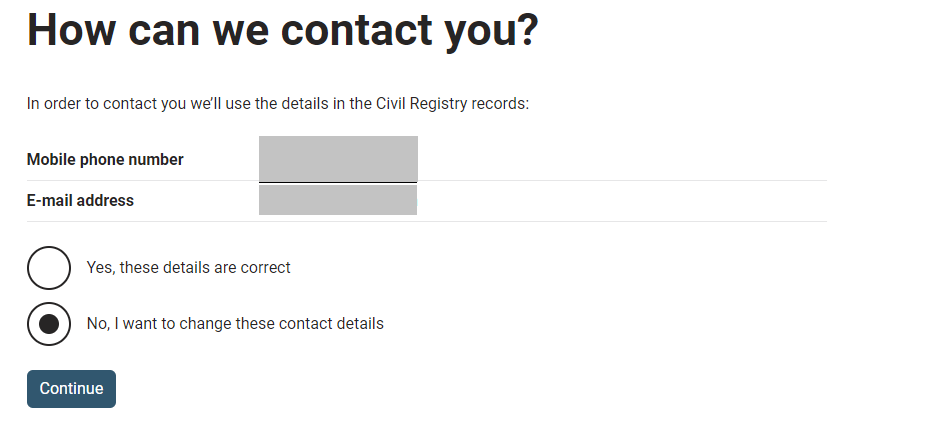 How can we contact you?
In order to contact you we'll use the details in the Civil Registry records:
Mobile phone number
E-mail address
Yes, these details are correct
No, I want to change these contact details
Continue